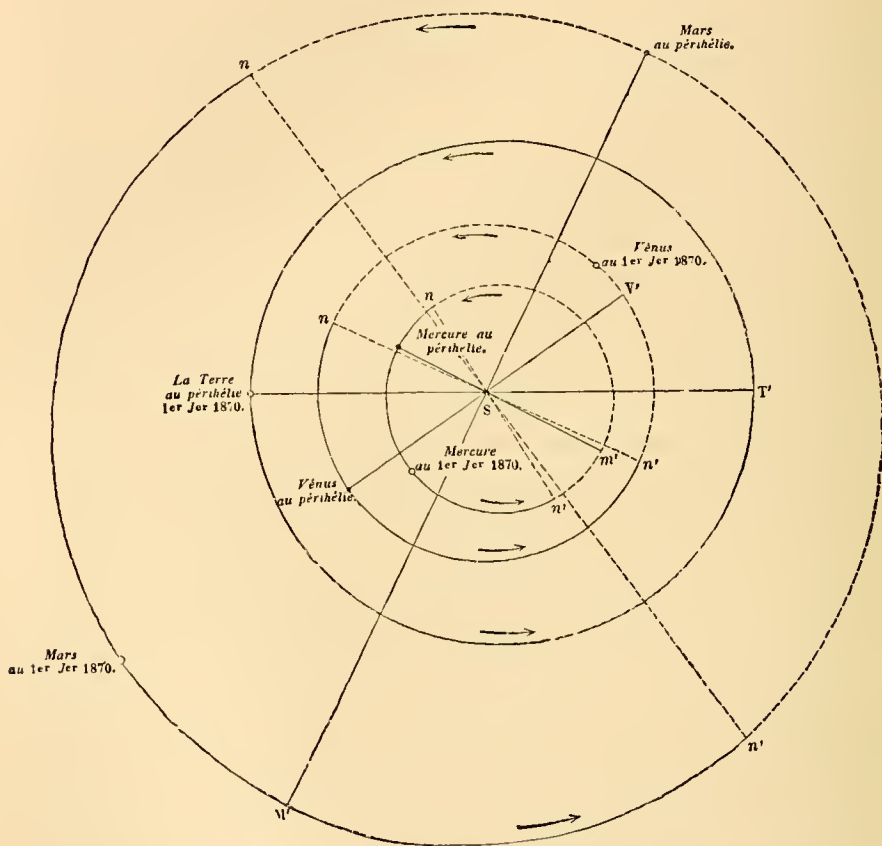 Mars
au périhélie.
n
Vénus
au 1er Jer 1870.
V'
n
n
Mercure au
périhélie.
La Terre
au périhélie
1er Jer 1870.
S
T'
Mercure
au 1er Jer 1870.
m'
n'
Vénus
au périhélie.
n'
Mars
au 1er Jer 1870.
n'
M'